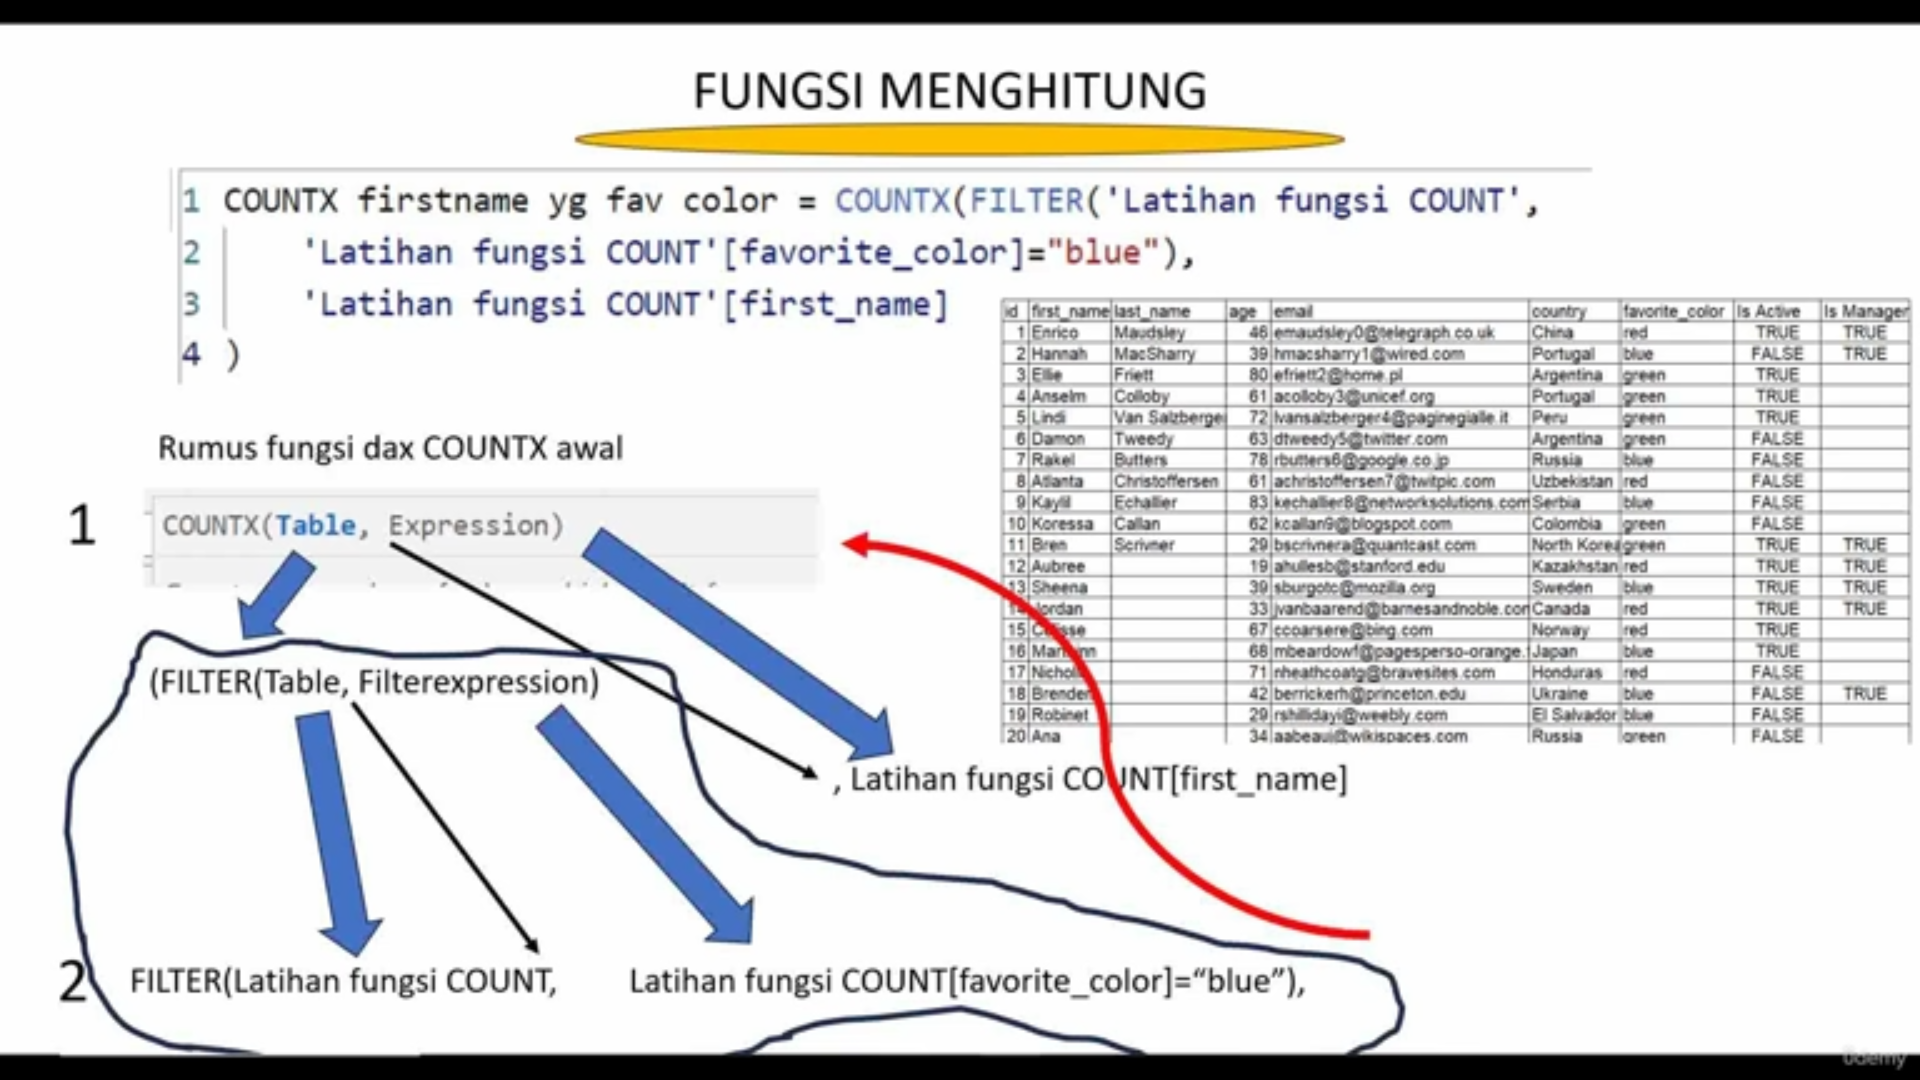 FUNGSI MENGHITUNG
1 COUNTX firstname yg fav color = COUNTX(FILTER('Latihan fungsi COUNT',
2 'Latihan fungsi COUNT'[favorite_color]="blue"),
3 'Latihan fungsi COUNT'[first_name]
4 )
id first_name last_name age email country favorite_color Is Active Is Manager
1 Enrico Maudsley 46 emaudsley0@telegraph.co.uk China red TRUE TRUE
2 Hannah MacSharry 39 hmacsharry1@wired.com Portugal blue FALSE TRUE
3 Ellie Friett 80 efriett2@home.pl Argentina green TRUE
4 Anselm Colloby 61 acolloby3@unicef.org Portugal green TRUE
5 Lindi Van Salzberge 72 lvansalzberger4@paginegialle.it Peru green TRUE
6 Damon Tweedy 63 dtweedy5@twitter.com Argentina green FALSE
7 Rakel Butters 78 rbutters6@google.co.jp Russia blue FALSE
8 Atlanta Christoffersen 61 achristoffersen7@twitpic.com Uzbekistan red FALSE
9 Kaylil Echallier 83 kechallier8@networksolutions.com Serbia blue FALSE
10 Koressa Callan 62 kcallan9@blogspot.com Colombia green FALSE
11 Bren Scrivner 29 bscrivnera@quantcast.com North Korea green TRUE TRUE
12 Aubree 19 ahullesb@stanford.edu Kazakhstan red TRUE TRUE
13 Sheena 39 sburgotc@mozilla.org Sweden blue TRUE TRUE
14 Jordan 33 jvanbaarend@barnesandnoble.com Canada red TRUE TRUE
15 67 ccoarsere@bing.com Norway red TRUE
16 68 mbeardowf@pagesperso-orange. Japan blue TRUE
17 71 nheathcoatg@bravesites.com Honduras red FALSE
18 Brenden 42 berrickerh@princeton.edu Ukraine blue FALSE TRUE
19 Robinet 29 rshillidayi@weebly.com El Salvador blue FALSE
20 Ana 34 aabeauj@wikispaces.com Russia green FALSE
Rumus fungsi dax COUNTX awal
1 COUNTX(Table, Expression)
(FILTER(Table, Filterexpression)
, Latihan fungsi COUNT[first_name]
2 FILTER(Latihan fungsi COUNT, Latihan fungsi COUNT[favorite_color]=“blue”),
ûdemy